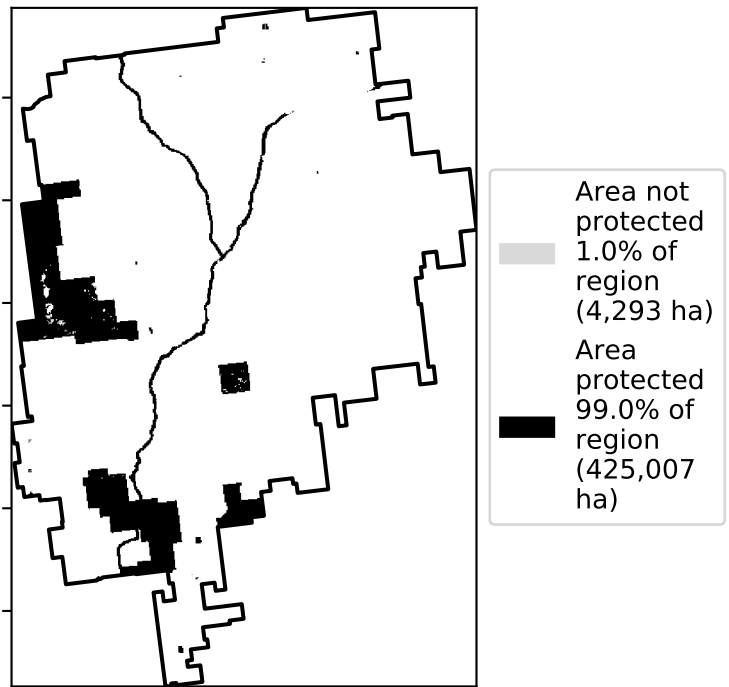 Area not
protected
1.0% of
region
(4,293 ha)
Area
protected
99.0% of
region
(425,007
ha)